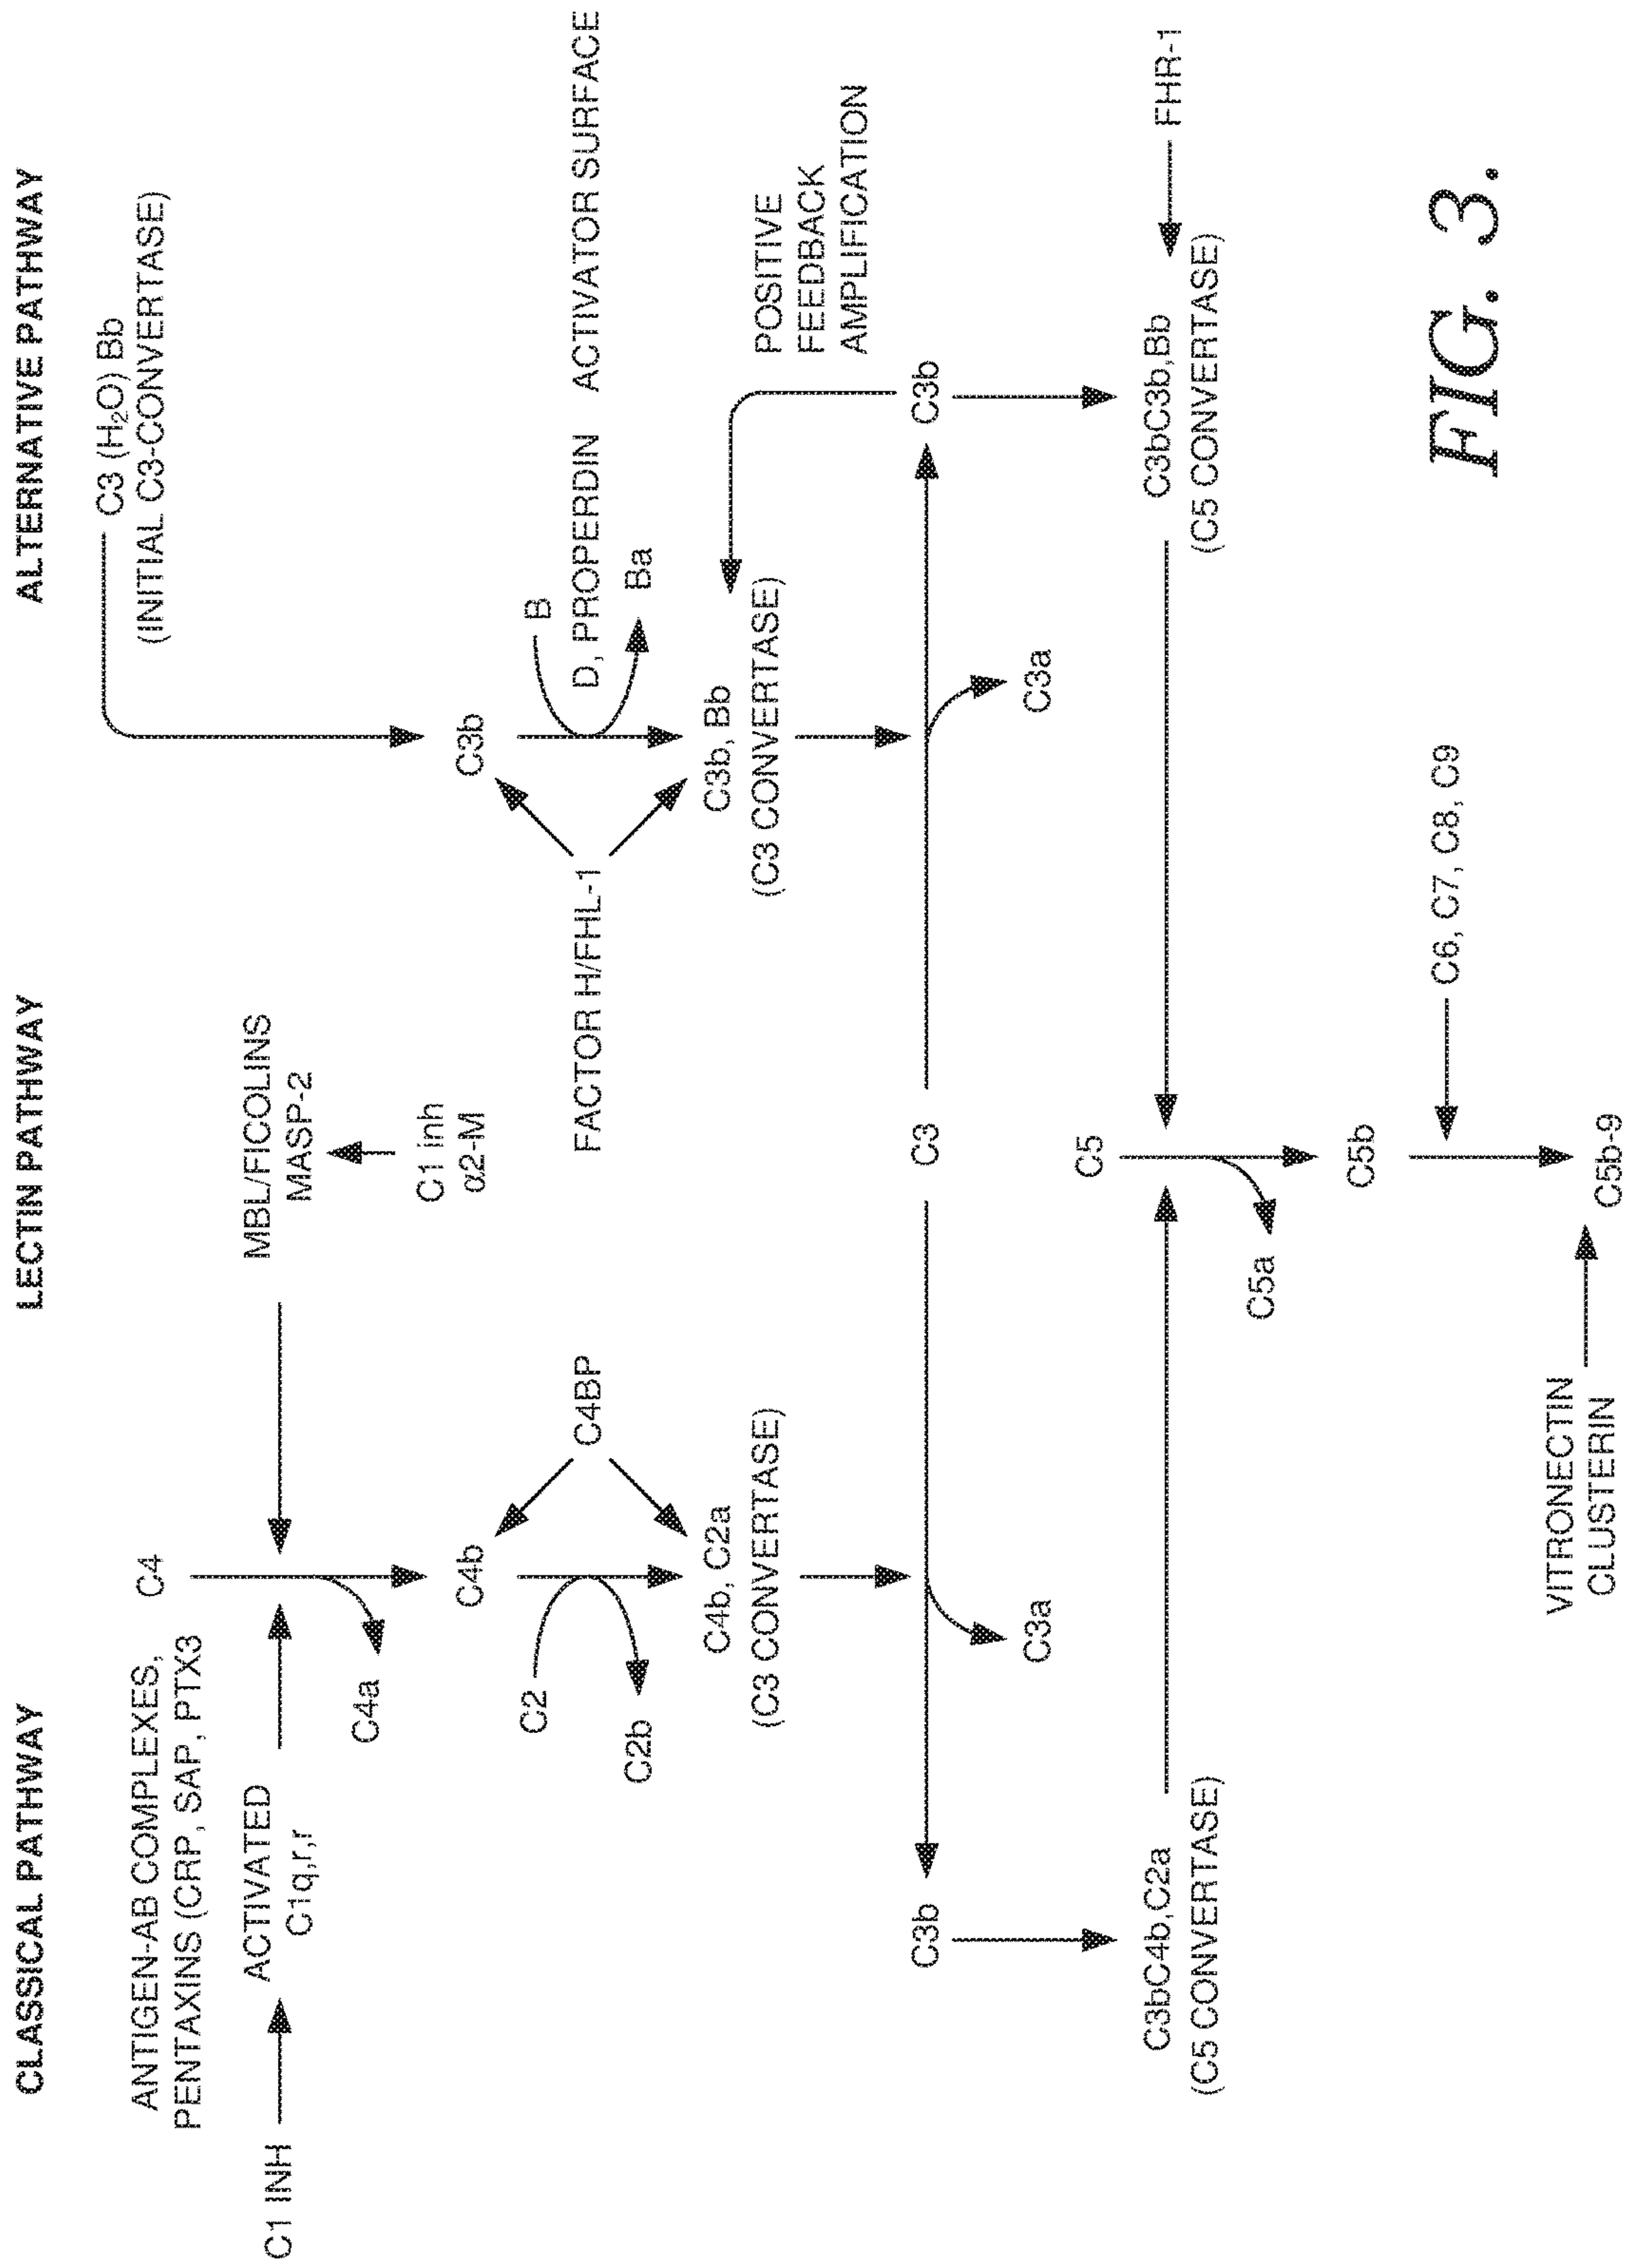 CLASSICAL PATHWAY
LECTIN PATHWAY
ALTERNATIVE PATHWAY
C3 (H₂O) Bb
(INITIAL C3-CONVERTASE)
ANTIGEN-AB COMPLEXES,
PENTAXINS (CRP, SAP, PTX3
C4
C1 INH
ACTIVATED
C1q,r,r
MBL/FICOLINS
MASP-2
C1 inh
α2-M
C4a
C4b
C3b
C2
C2b
C4BP
FACTOR H/FHL-1
B
D, PROPERDIN ACTIVATOR SURFACE
Ba
C4b, C2a
(C3 CONVERTASE)
C3b, Bb
(C3 CONVERTASE)
POSITIVE
FEEDBACK
AMPLIFICATION
C3b
C3
C3b
C3a
C3a
C5
C3bC4b,C2a
(C5 CONVERTASE)
C3bC3b,Bb
(C5 CONVERTASE)
FHR-1
C5a
C5b
C6, C7, C8, C9
VITRONECTIN
CLUSTERIN
C5b-9
FIG. 3.